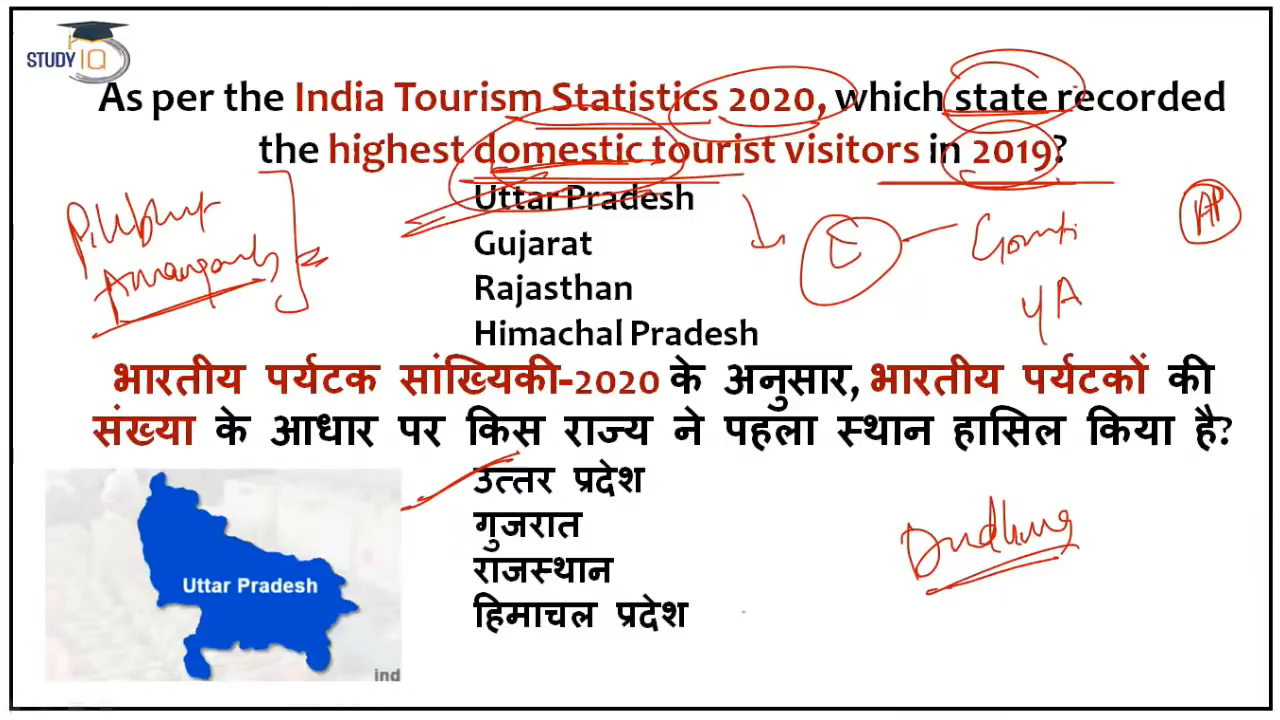 STUDY IQ
As per the India Tourism Statistics 2020, which state recorded
the highest domestic tourist visitors in 2019?
Uttar Pradesh
Gujarat
Rajasthan
Himachal Pradesh
AP
E
Gomti
भारतीय पर्यटक सांख्यिकी-2020 के अनुसार, भारतीय पर्यटकों की
संख्या के आधार पर किस राज्य ने पहला स्थान हासिल किया है?
उत्तर प्रदेश
गुजरात
राजस्थान
हिमाचल प्रदेश
Uttar Pradesh
ind